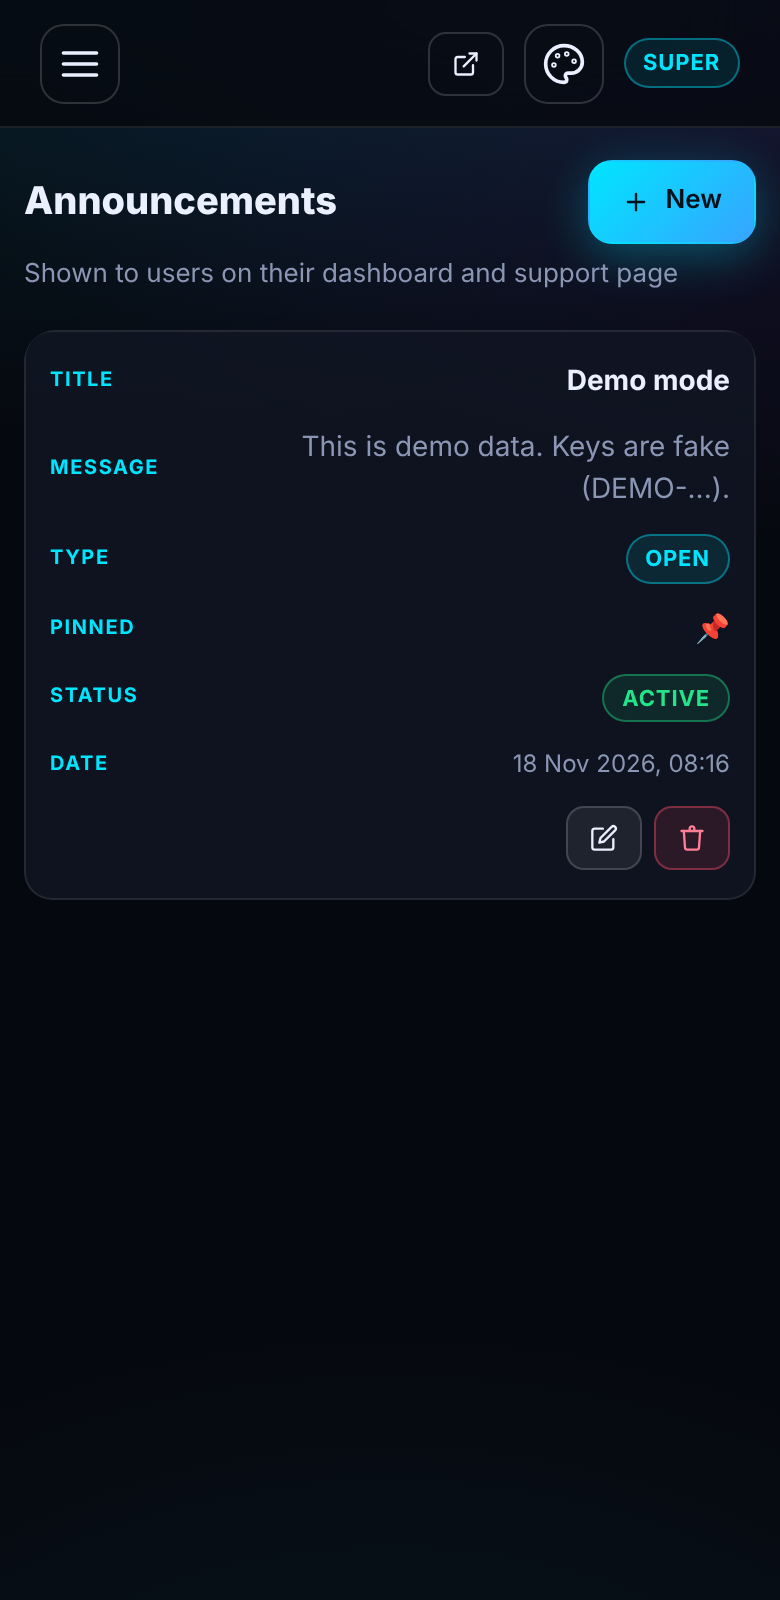 SUPER
Announcements
+ New
Shown to users on their dashboard and support page
TITLE
Demo mode
MESSAGE
This is demo data. Keys are fake
(DEMO-...).
TYPE
OPEN
PINNED
📌
STATUS
ACTIVE
DATE
18 Nov 2026, 08:16